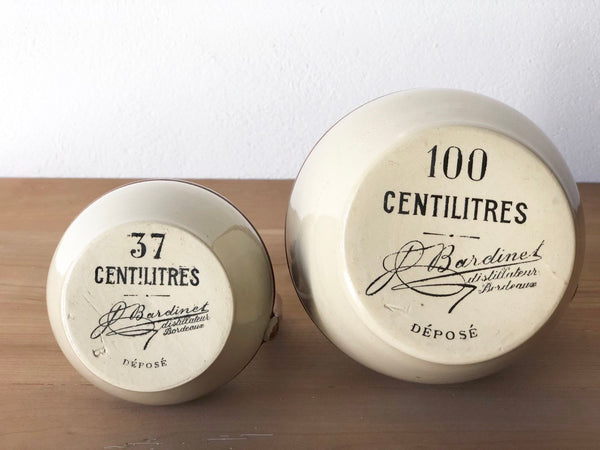 37
CENTILITRES
P. Bardinet
distillateur
Bordeaux
DÉPOSÉ
100
CENTILITRES
P. Bardinet
distillateur
Bordeaux
DÉPOSÉ